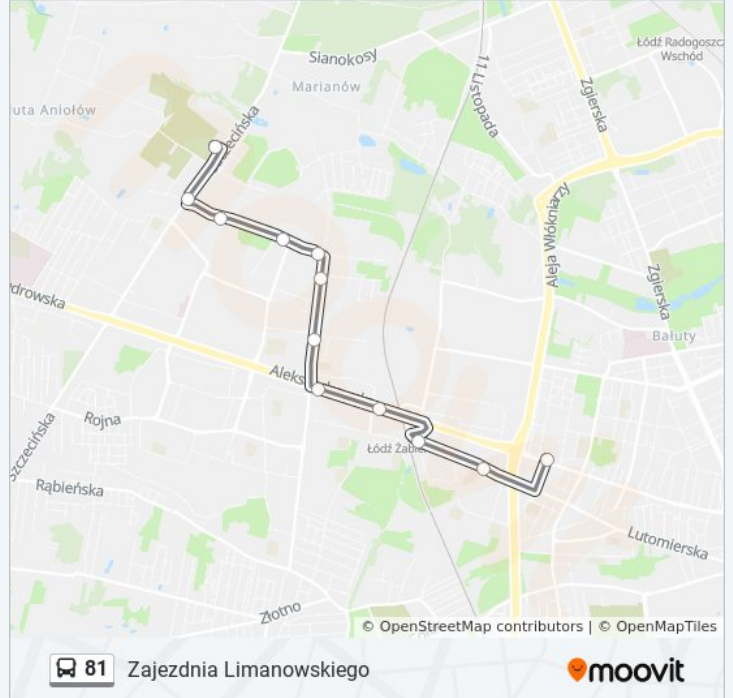 Łódź Radogoszcz
Wschód
Sianokosy
Marianów
11 Listopada
Zgierska
uta Aniołów
zczecińska
Aleja Włókniarzy
Zgierska
drowska
Bałuty
Aleks
Rojna
Łódź Żabie
Szczecińska
Rąbieńska
Lutomierska
Złotno
© OpenStreetMap contributors | © OpenMapTiles
81 Zajezdnia Limanowskiego
moovit